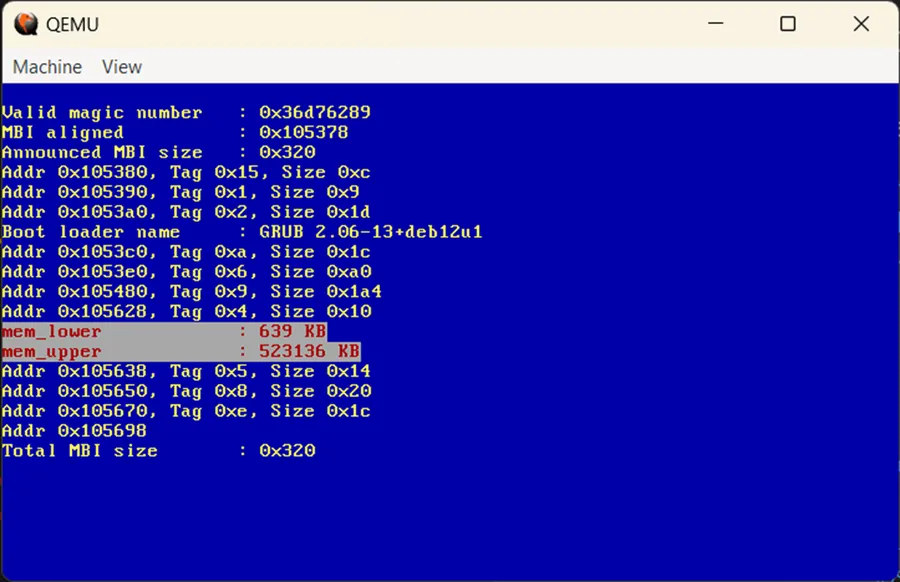 QEMU
Machine View
Valid magic number : 0x36d76289
MBI aligned : 0x105378
Announced MBI size : 0x320
Addr 0x105380, Tag 0x15, Size 0xc
Addr 0x105390, Tag 0x1, Size 0x9
Addr 0x1053a0, Tag 0x2, Size 0x1d
Boot loader name : GRUB 2.06-13+deb12u1
Addr 0x1053c0, Tag 0xa, Size 0x1c
Addr 0x1053e0, Tag 0x6, Size 0xa0
Addr 0x105480, Tag 0x9, Size 0x1a4
Addr 0x105628, Tag 0x4, Size 0x10
mem_lower : 639 KB
mem_upper : 523136 KB
Addr 0x105638, Tag 0x5, Size 0x14
Addr 0x105650, Tag 0x8, Size 0x20
Addr 0x105670, Tag 0xe, Size 0x1c
Addr 0x105698
Total MBI size : 0x320